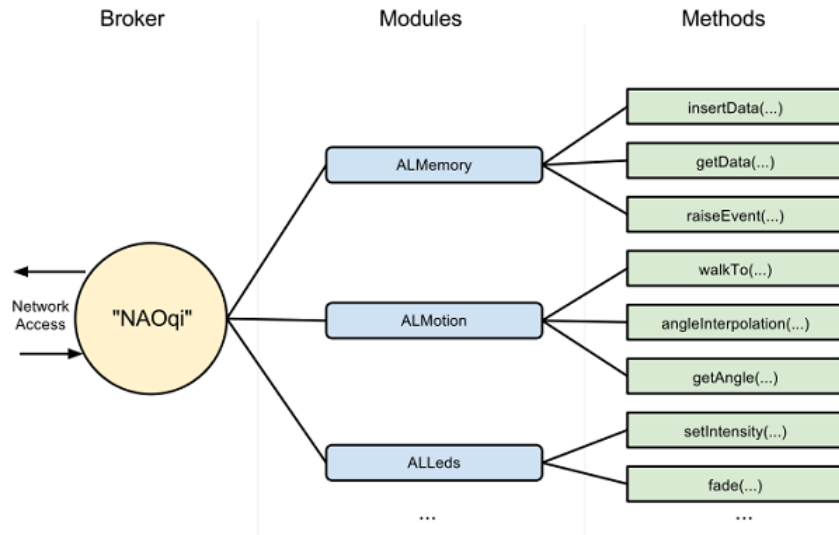 Broker
Modules
Methods
insertData(...)
ALMemory
getData(...)
raiseEvent(...)
walkTo(...)
Network
Access
"NAOqi"
ALMotion
angleInterpolation(...)
getAngle(...)
setIntensity(...)
ALLeds
fade(...)
...
...